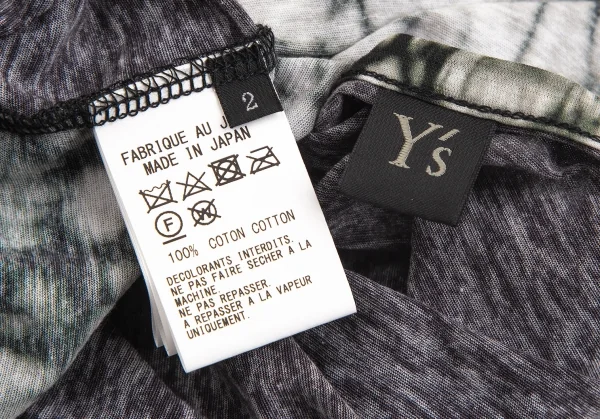 2
FABRIQUE AU J
MADE IN JAPAN
F
W
100% COTON COTTON
DECOLORANTS INTERDITS.
NE PAS FAIRE SECHER A LA
MACHINE.
NE PAS REPASSER.
A REPASSER A LA VAPEUR
UNIQUEMENT.
Y's